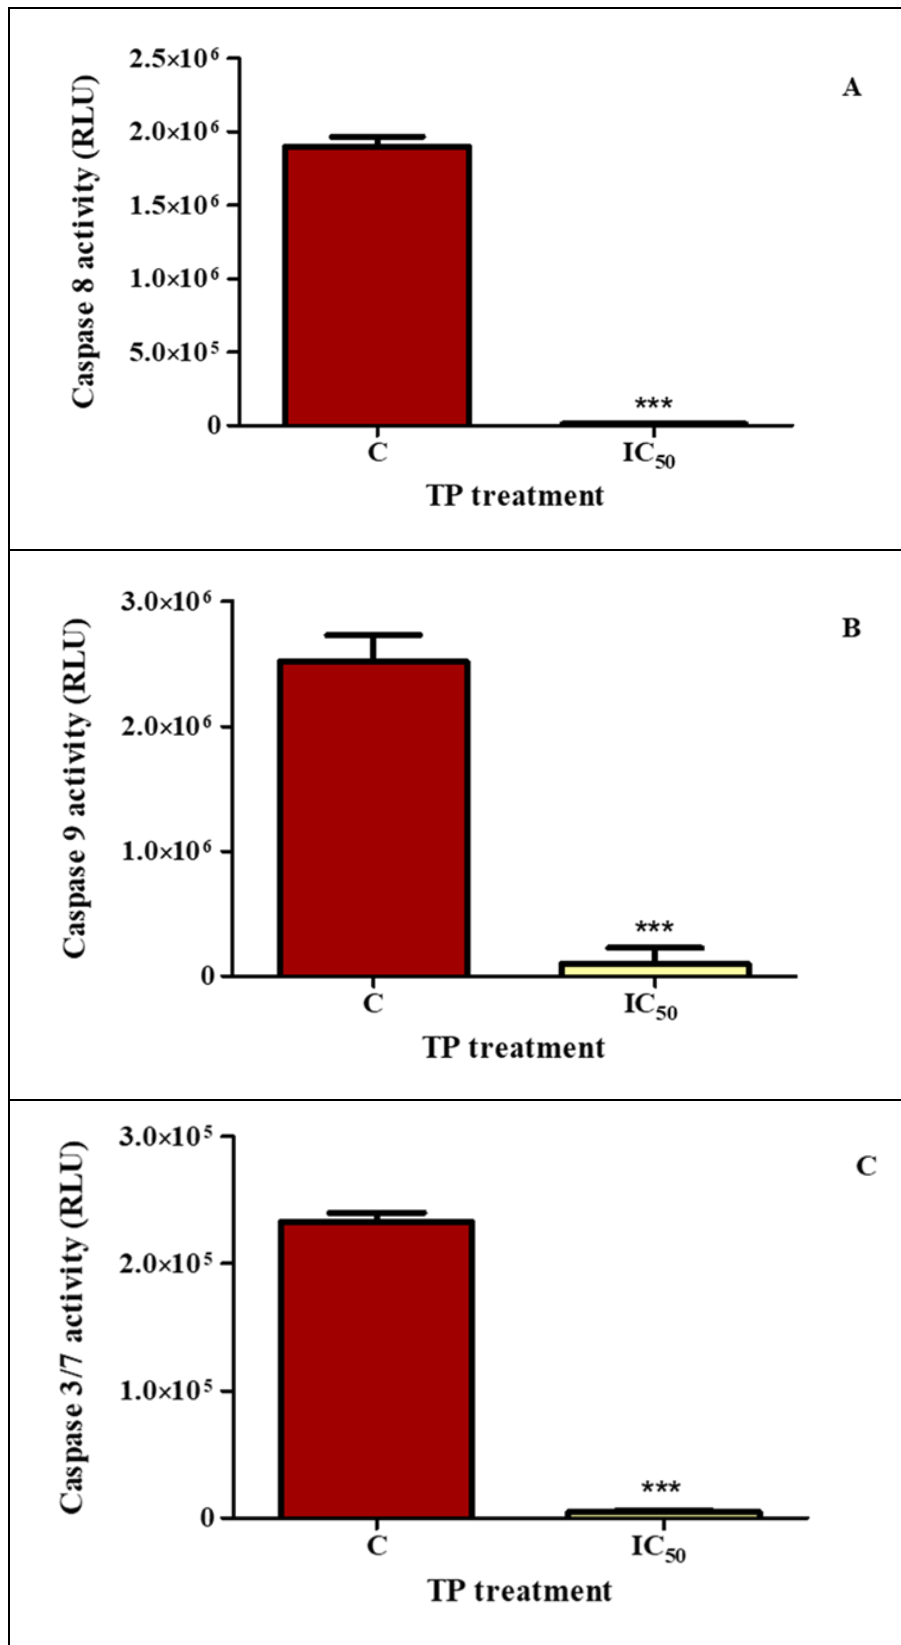 A
Caspase 8 activity (RLU)
2.5×10⁶
2.0×10⁶
1.5×10⁶
1.0×10⁶
5.0×10⁵
0
***
C IC₅₀
TP treatment
B
Caspase 9 activity (RLU)
3.0×10⁶
2.0×10⁶
1.0×10⁶
0
***
C IC₅₀
TP treatment
C
Caspase 3/7 activity (RLU)
3.0×10⁵
2.0×10⁵
1.0×10⁵
0
***
C IC₅₀
TP treatment